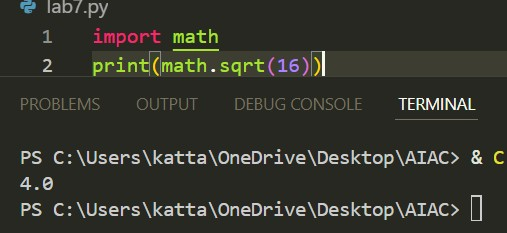 lab7.py
1 import math
2 print(math.sqrt(16))
PROBLEMS OUTPUT DEBUG CONSOLE TERMINAL
PS C:\Users\katta\OneDrive\Desktop\AIAC> & C
4.0
PS C:\Users\katta\OneDrive\Desktop\AIAC>